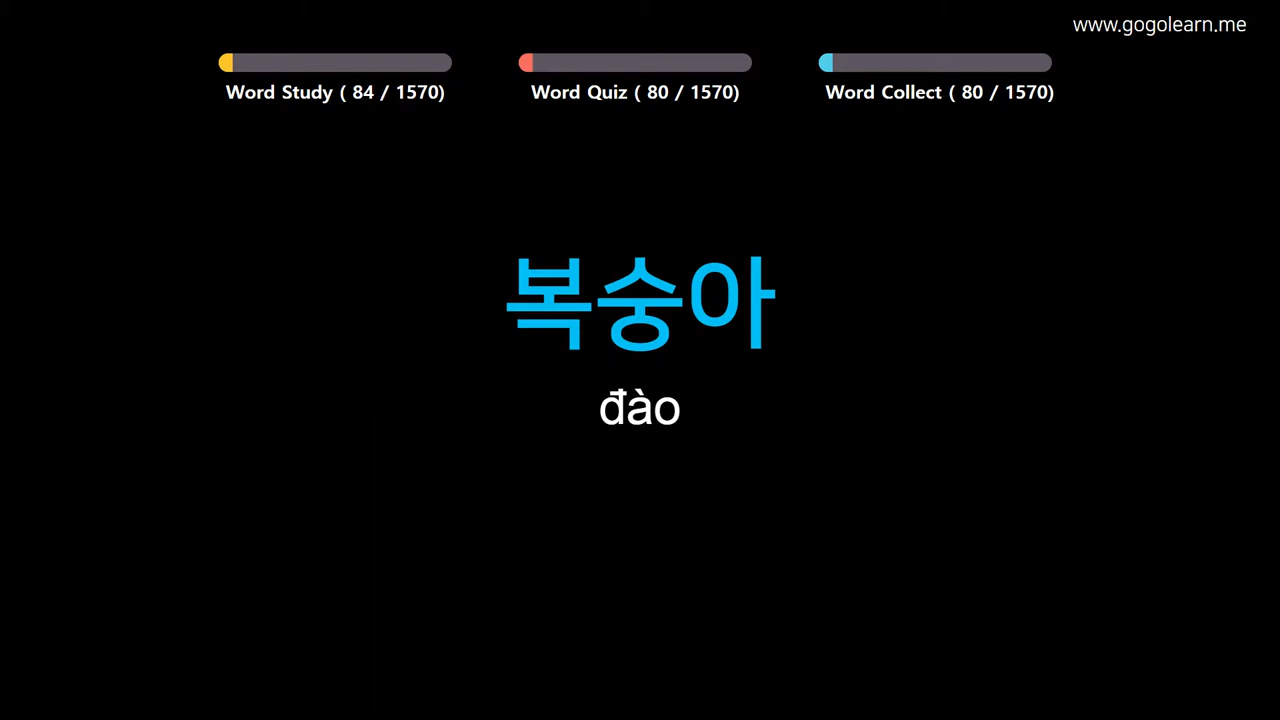 www.gogolearn.me
Word Study ( 84 / 1570)
Word Quiz ( 80 / 1570)
Word Collect ( 80 / 1570)
복숭아
đào